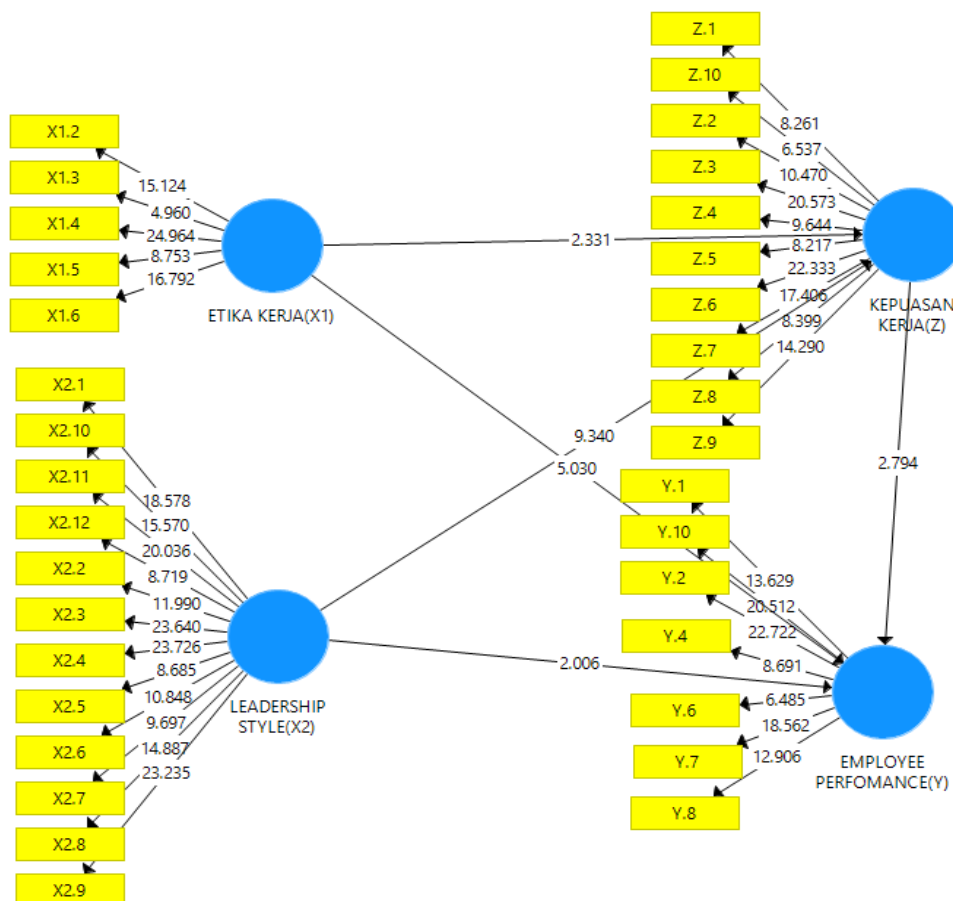 X1.2
X1.3
X1.4
X1.5
X1.6
15.124
4.960
24.964
8.753
16.792
ETIKA KERJA(X1)
X2.1
X2.10
X2.11
X2.12
X2.2
X2.3
X2.4
X2.5
X2.6
X2.7
X2.8
X2.9
18.578
15.570
20.036
8.719
11.990
23.640
23.726
8.685
10.848
9.697
14.887
23.235
LEADERSHIP
STYLE(X2)
2.331
9.340
5.030
2.006
2.794
Z.1
Z.10
Z.2
Z.3
Z.4
Z.5
Z.6
Z.7
Z.8
Z.9
8.261
6.537
10.470
20.573
9.644
8.217
22.333
17.406
8.399
14.290
KEPUASAN
KERJA(Z)
Y.1
Y.10
Y.2
Y.4
Y.6
Y.7
Y.8
13.629
20.512
22.722
8.691
6.485
18.562
12.906
EMPLOYEE
PERFOMANCE(Y)